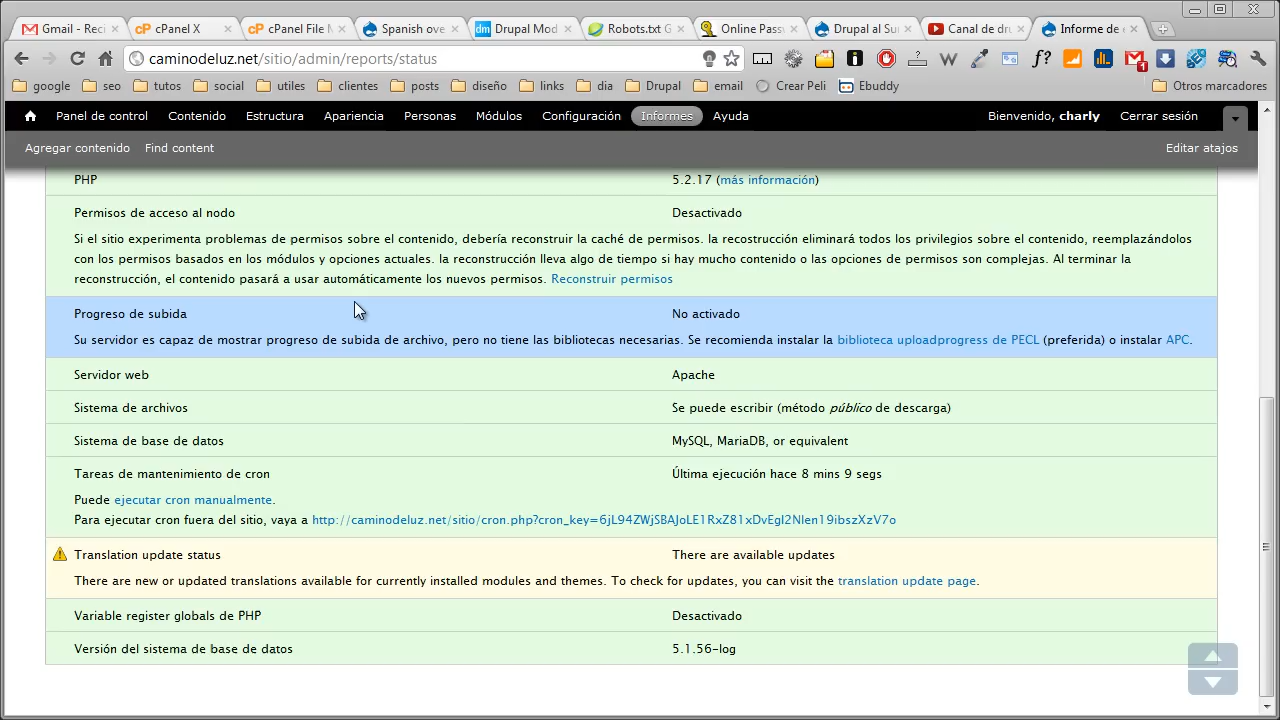 Gmail - Reci
cPanel X
cPanel File M
Spanish ove
Drupal Mod
Robots.txt G
Online Pass
Drupal al Su
Canal de dru
Informe de e
caminodeluz.net/sitio/admin/reports/status
google
seo
tutos
social
utiles
clientes
posts
diseño
links
dia
Drupal
email
Crear Peli
Ebuddy
Otros marcadores
Panel de control
Contenido
Estructura
Apariencia
Personas
Módulos
Configuración
Informes
Ayuda
Bienvenido, charly
Cerrar sesión
Agregar contenido
Find content
Editar atajos
PHP
5.2.17 (más información)
Permisos de acceso al nodo
Desactivado
Si el sitio experimenta problemas de permisos sobre el contenido, debería reconstruir la caché de permisos. la recostrucción eliminará todos los privilegios sobre el contenido, reemplazándolos
con los permisos basados en los módulos y opciones actuales. la reconstrucción lleva algo de tiempo si hay mucho contenido o las opciones de permisos son complejas. Al terminar la
reconstrucción, el contenido pasará a usar automáticamente los nuevos permisos. Reconstruir permisos
Progreso de subida
No activado
Su servidor es capaz de mostrar progreso de subida de archivo, pero no tiene las bibliotecas necesarias. Se recomienda instalar la biblioteca uploadprogress de PECL (preferida) o instalar APC.
Servidor web
Apache
Sistema de archivos
Se puede escribir (método público de descarga)
Sistema de base de datos
MySQL, MariaDB, or equivalent
Tareas de mantenimiento de cron
Última ejecución hace 8 mins 9 segs
Puede ejecutar cron manualmente.
Para ejecutar cron fuera del sitio, vaya a http://caminodeluz.net/sitio/cron.php?cron_key=6jL94ZWjSBAJoLE1RxZ81xDvEgI2Nlen19ibszXzV7o
Translation update status
There are available updates
There are new or updated translations available for currently installed modules and themes. To check for updates, you can visit the translation update page.
Variable register globals de PHP
Desactivado
Versión del sistema de base de datos
5.1.56-log